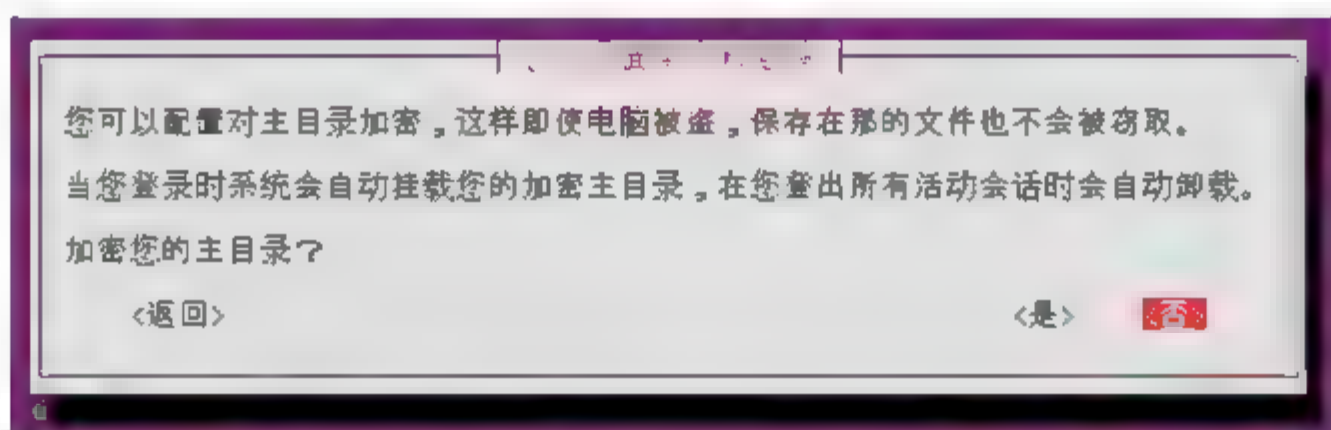 您可以配置对主目录加密，这样即使电脑被盗，保存在那的文件也不会被窃取。
当您登录时系统会自动挂载您的加密主目录，在您登出所有活动会话时会自动卸载。
加密您的主目录？
<返回> <是> <否>